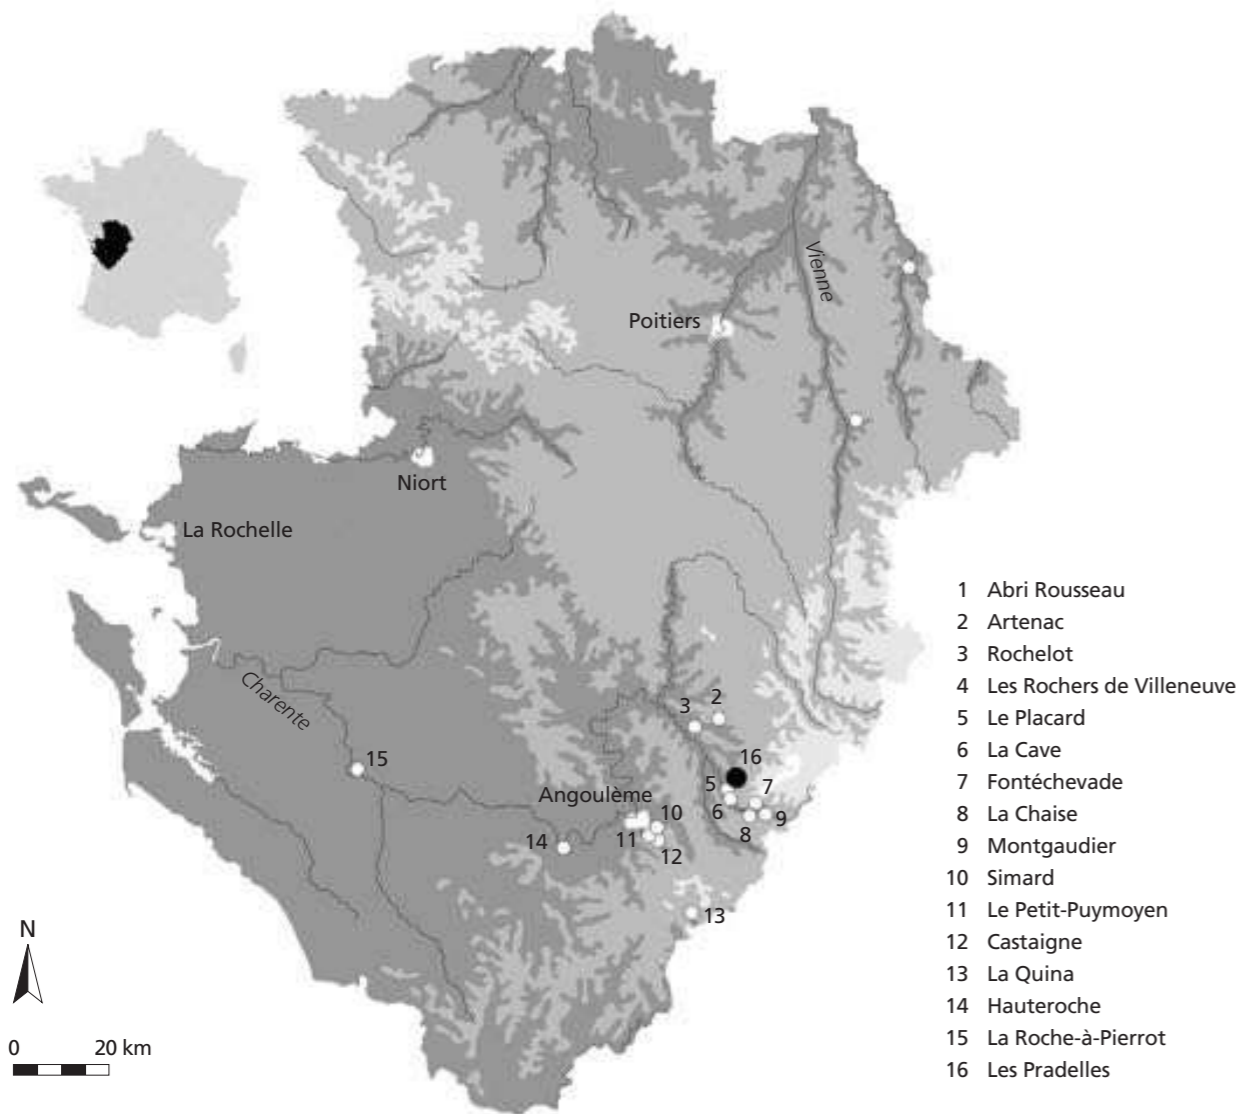 Poitiers
Vienne
Niort
La Rochelle
Charente
3
2
16
15
5
7
6
Angoulême
10
9
8
14
11
12
13
N
0 20 km
1 Abri Rousseau
2 Artenac
3 Rochelot
4 Les Rochers de Villeneuve
5 Le Placard
6 La Cave
7 Fontéchevade
8 La Chaise
9 Montgaudier
10 Simard
11 Le Petit-Puymoyen
12 Castaigne
13 La Quina
14 Hauteroche
15 La Roche-à-Pierrot
16 Les Pradelles